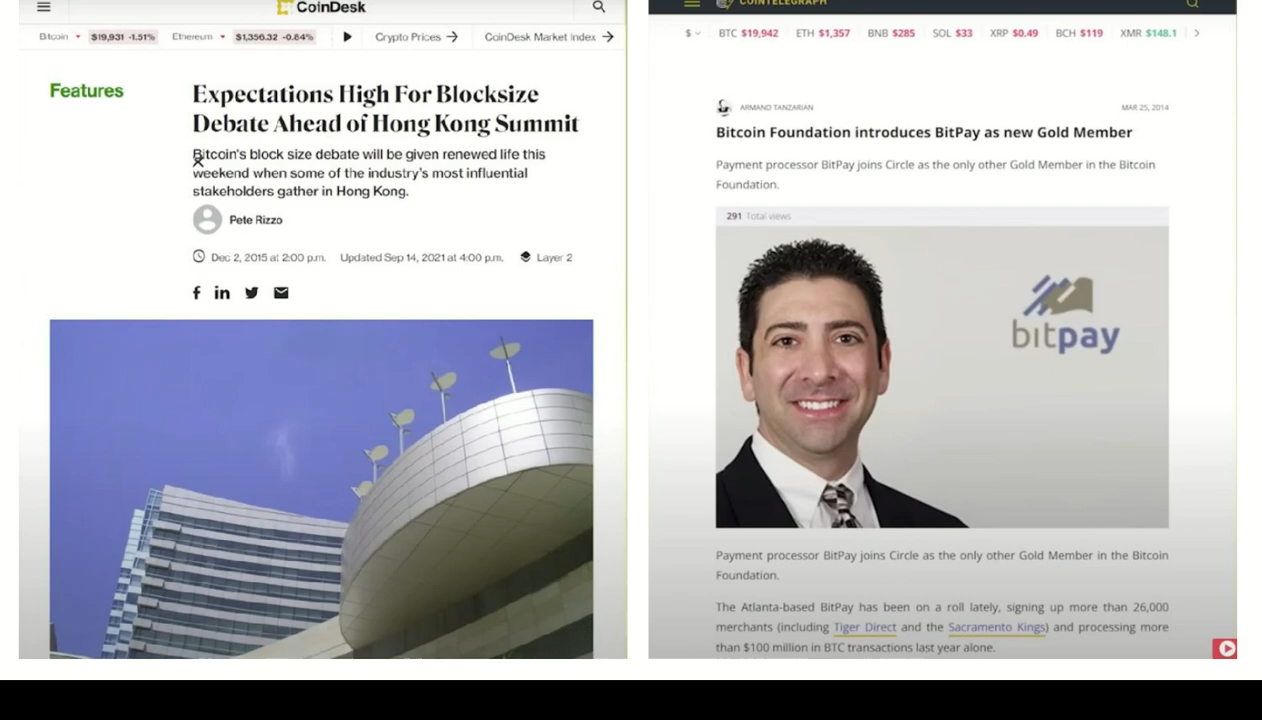 CoinDesk
Bitcoin $19,931 -1.51% Ethereum $1,356.32 -0.84% Crypto Prices → CoinDesk Market Index →
Features
Expectations High For Blocksize
Debate Ahead of Hong Kong Summit
Bitcoin's block size debate will be given renewed life this
weekend when some of the industry's most influential
stakeholders gather in Hong Kong.
Pete Rizzo
Dec 2, 2015 at 2:00 p.m. Updated Sep 14, 2021 at 4:00 p.m. Layer 2
COINTELEGRAPH
$ BTC $19,942 ETH $1,357 BNB $285 SOL $33 XRP $0.49 BCH $119 XMR $148.1
ARMAND TANZARIAN MAR 25, 2014
Bitcoin Foundation introduces BitPay as new Gold Member
Payment processor BitPay joins Circle as the only other Gold Member in the Bitcoin
Foundation.
291 Total views
bitpay
Payment processor BitPay joins Circle as the only other Gold Member in the Bitcoin
Foundation.
The Atlanta-based BitPay has been on a roll lately, signing up more than 26,000
merchants (including Tiger Direct and the Sacramento Kings) and processing more
than $100 million in BTC transactions last year alone.